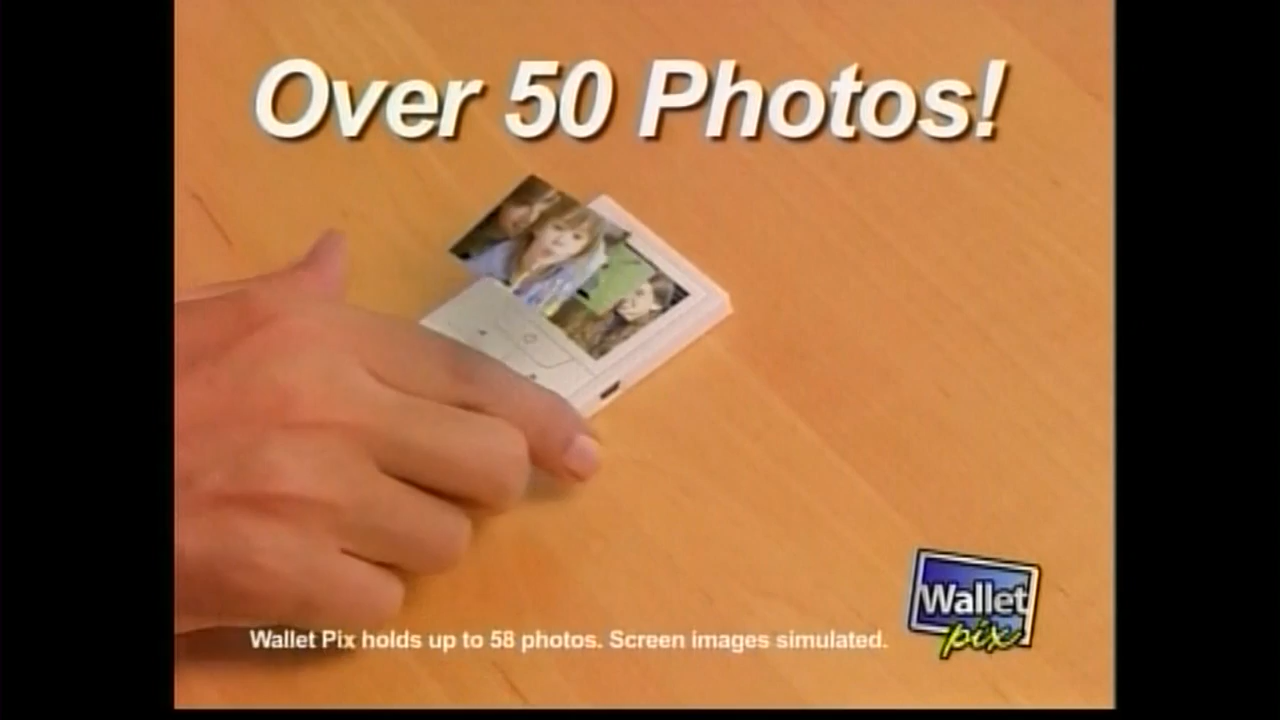 Over 50 Photos!
Wallet
pix
Wallet Pix holds up to 58 photos. Screen images simulated.